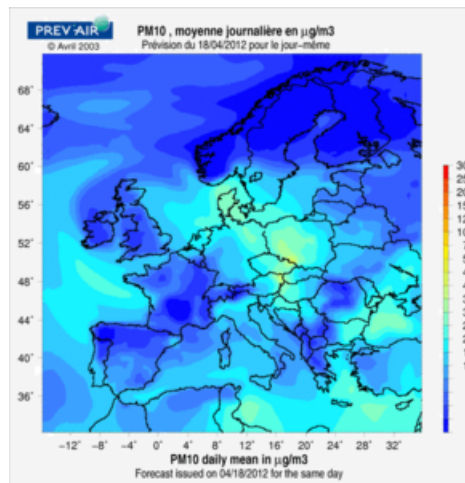 PREV'AIR
© Avril 2003
PM10 , moyenne journalière en µg/m3
Prévision du 18/04/2012 pour le jour-même
68°
64°
60°
56°
52°
48°
44°
40°
36°
−12° −8° −4° 0° 4° 8° 12° 16° 20° 24° 28° 32°
PM10 daily mean in µg/m3
Forecast issued on 04/18/2012 for the same day